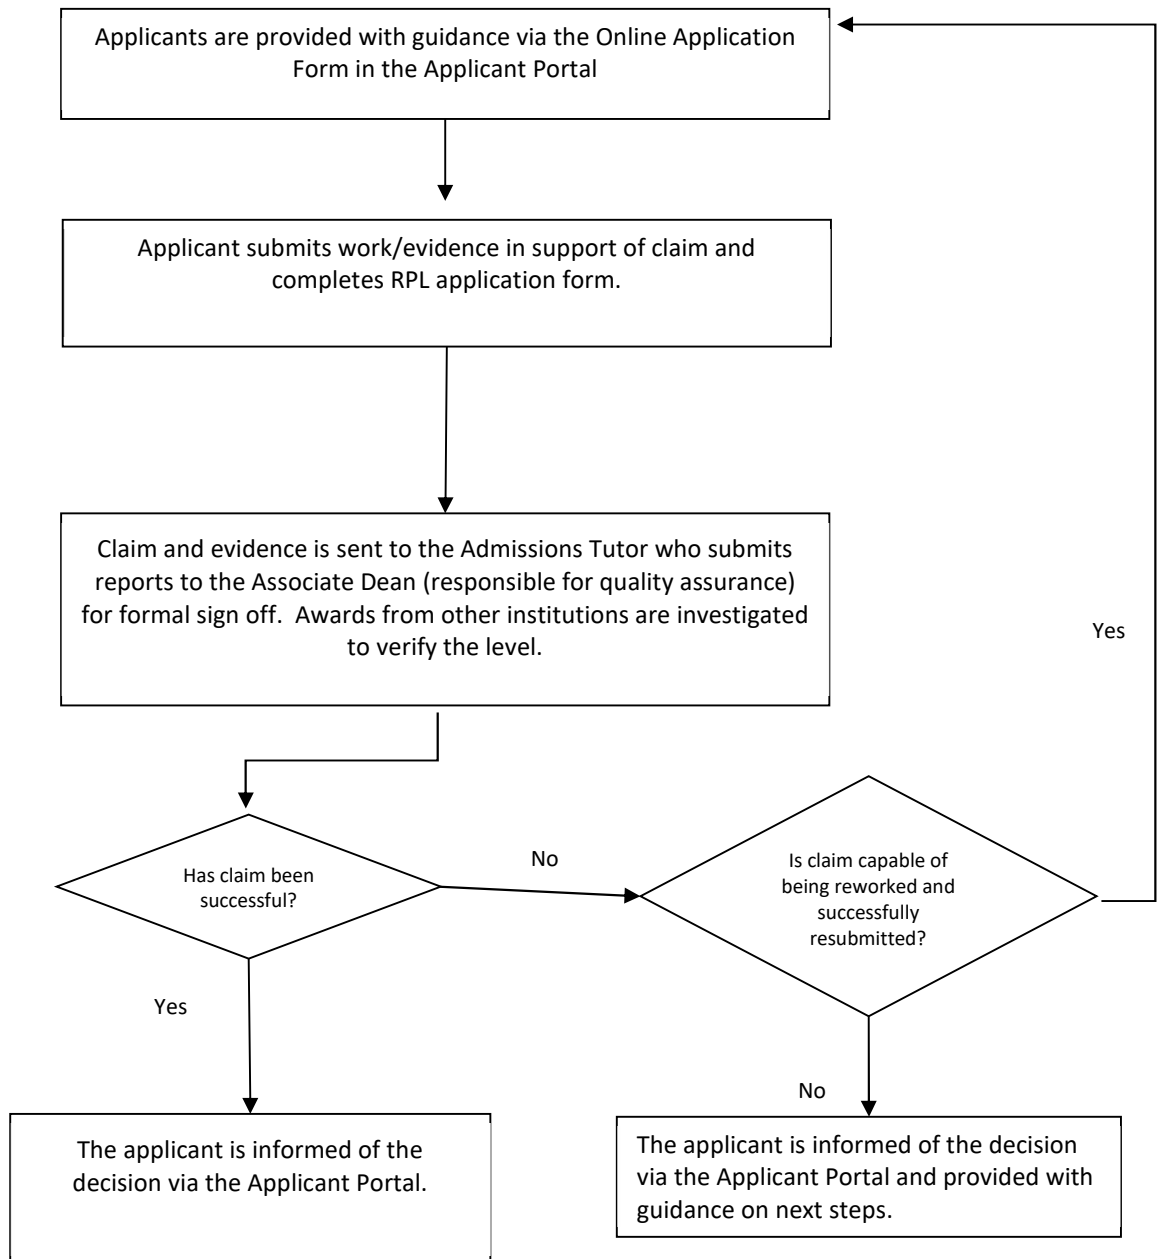 Applicants are provided with guidance via the Online Application
Form in the Applicant Portal
Applicant submits work/evidence in support of claim and
completes RPL application form.
Claim and evidence is sent to the Admissions Tutor who submits
reports to the Associate Dean (responsible for quality assurance)
for formal sign off.  Awards from other institutions are investigated
to verify the level.
Yes
Has claim been
successful?
No
Is claim capable of
being reworked and
successfully
resubmitted?
Yes
No
The applicant is informed of the
decision via the Applicant Portal.
The applicant is informed of the decision
via the Applicant Portal and provided with
guidance on next steps.